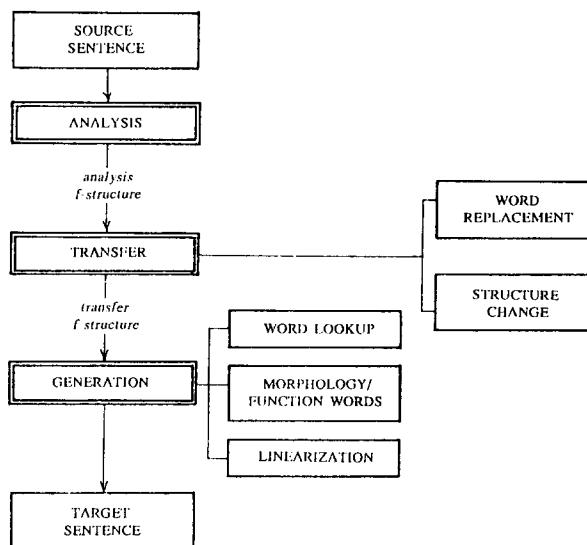 SOURCE
SENTENCE
ANALYSIS
analysis
f-structure
WORD
REPLACEMENT
TRANSFER
STRUCTURE
CHANGE
transfer
f structure
WORD LOOKUP
GENERATION
MORPHOLOGY/
FUNCTION WORDS
LINEARIZATION
TARGET
SENTENCE